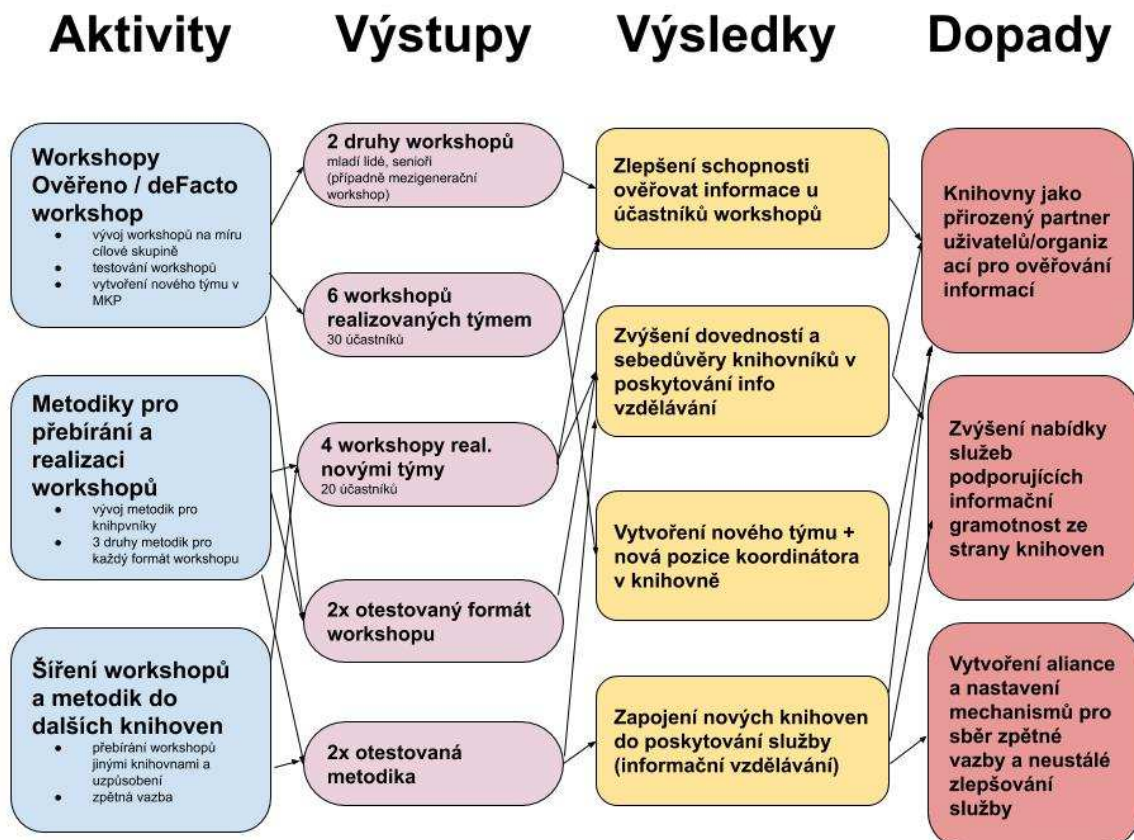 Aktivity
Výstupy
Výsledky
Dopady
Workshopy
Ověřeno / deFacto
workshop
● vývoj workshopů na míru
cílové skupině
● testování workshopů
● vytvoření nového týmu v
MKP
Metodiky pro
přebírání a
realizaci
workshopů
● vývoj metodik pro
knihpvníky
● 3 druhy metodik pro
každý formát workshopu
Šíření workshopů
a metodik do
dalších knihoven
● přebírání workshopů
jinými knihovnami a
uzpůsobení
● zpětná vazba
2 druhy workshopů
mladí lidé, senioři
(případně mezigenerační
workshop)
6 workshopů
realizovaných týmem
30 účastníků
4 workshopy real.
novými týmy
20 účastníků
2x otestovaný formát
workshopu
2x otestovaná
metodika
Zlepšení schopnosti
ověřovat informace u
účastníků workshopů
Zvýšení dovedností a
sebedůvěry knihovníků v
poskytování info
vzdělávání
Vytvoření nového týmu +
nová pozice koordinátora
v knihovně
Zapojení nových knihoven
do poskytování služby
(informační vzdělávání)
Knihovny jako
přirozený partner
uživatelů/organiz
ací pro ověřování
informací
Zvýšení nabídky
služeb
podporujících
informační
gramotnost ze
strany knihoven
Vytvoření aliance
a nastavení
mechanismů pro
sběr zpětné
vazby a neustálé
zlepšování
služby